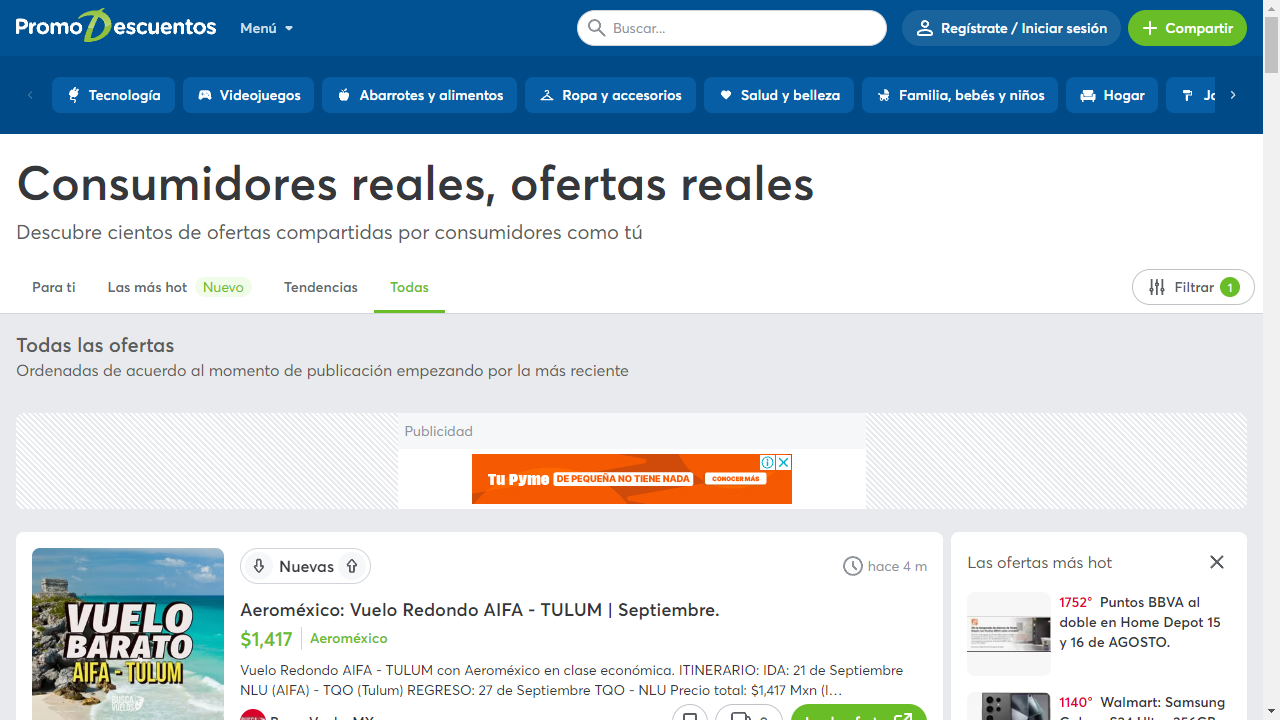 PromoDescuentos
Menú
Buscar...
Regístrate / Iniciar sesión
Compartir
Tecnología
Videojuegos
Abarrotes y alimentos
Ropa y accesorios
Salud y belleza
Familia, bebés y niños
Hogar
Consumidores reales, ofertas reales
Descubre cientos de ofertas compartidas por consumidores como tú
Para ti
Las más hot Nuevo
Tendencias
Todas
Filtrar 1
Todas las ofertas
Ordenadas de acuerdo al momento de publicación empezando por la más reciente
Publicidad
Tu Pyme DE PEQUEÑA NO TIENE NADA CONOCER MÁS
VUELO
BARATO
AIFA - TULUM
BUSCA
VUELOS
Nuevas
hace 4 m
Aeroméxico: Vuelo Redondo AIFA - TULUM | Septiembre.
$1,417 Aeroméxico
Vuelo Redondo AIFA - TULUM con Aeroméxico en clase económica. ITINERARIO: IDA: 21 de Septiembre
NLU (AIFA) - TQO (Tulum) REGRESO: 27 de Septiembre TQO - NLU Precio total: $1,417 Mxn (I...
Las ofertas más hot
1752° Puntos BBVA al
doble en Home Depot 15
y 16 de AGOSTO.
1140° Walmart: Samsung